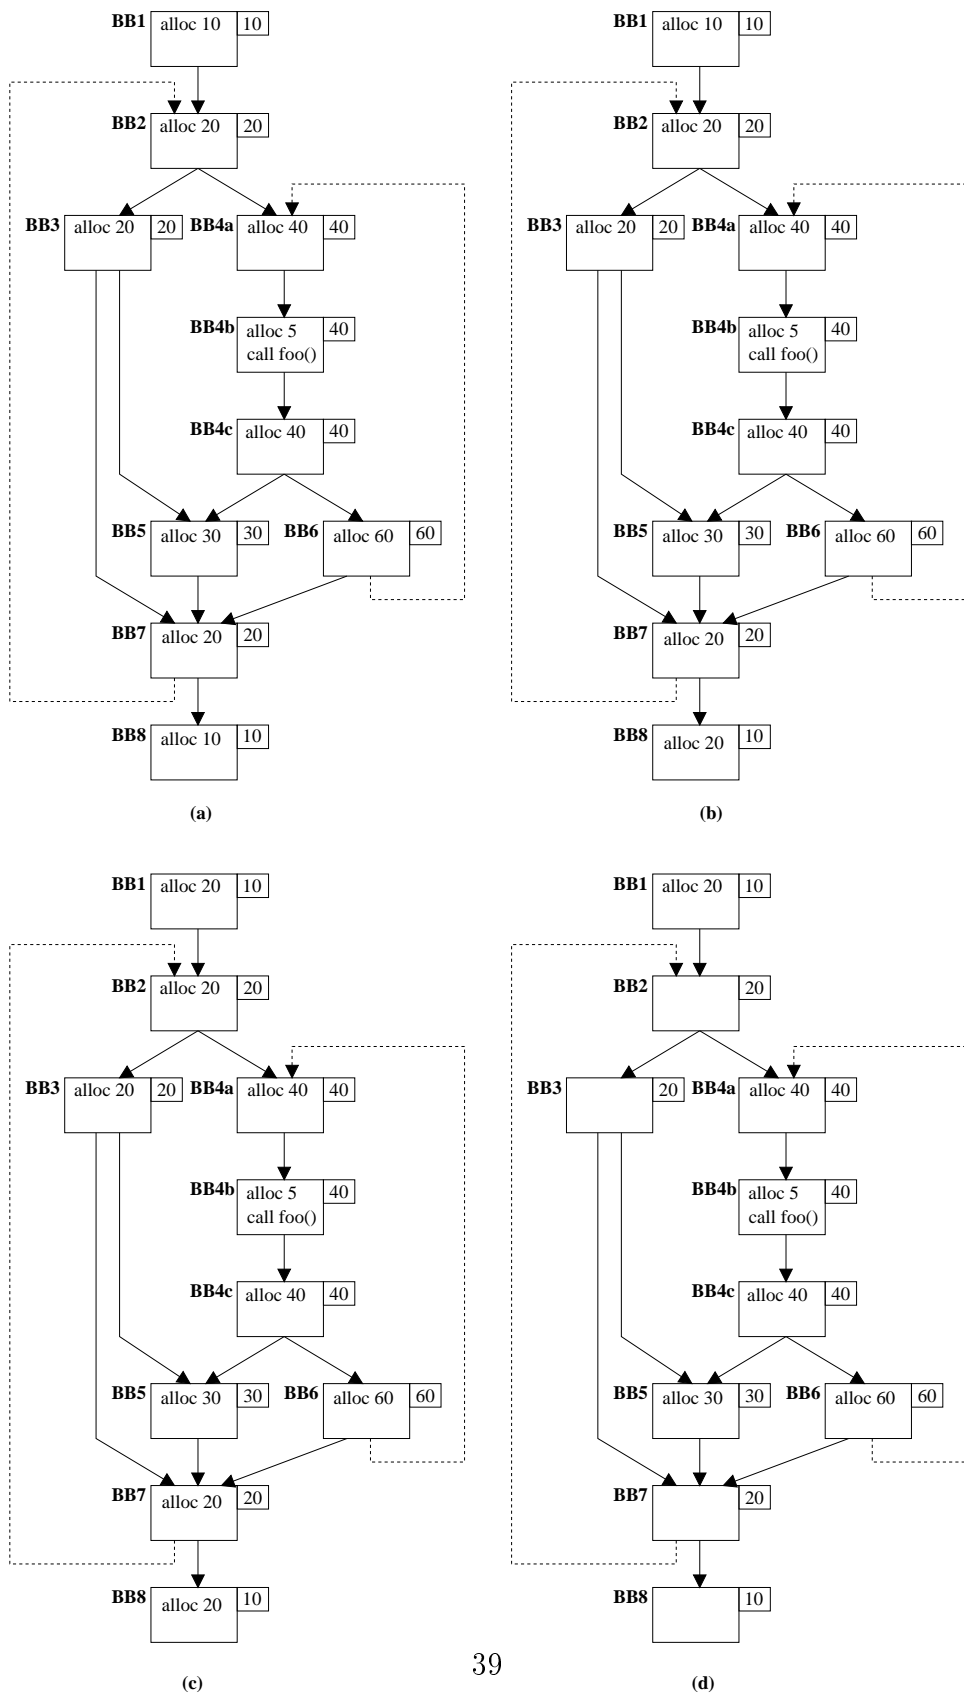 BB1 alloc 10 10
BB2 alloc 20 20
BB3 alloc 20 20 BB4a alloc 40 40
BB4b alloc 5 40
call foo()
BB4c alloc 40 40
BB5 alloc 30 30 BB6 alloc 60 60
BB7 alloc 20 20
BB8 alloc 10 10
(a)
BB1 alloc 10 10
BB2 alloc 20 20
BB3 alloc 20 20 BB4a alloc 40 40
BB4b alloc 5 40
call foo()
BB4c alloc 40 40
BB5 alloc 30 30 BB6 alloc 60 60
BB7 alloc 20 20
BB8 alloc 20 10
(b)
BB1 alloc 20 10
BB2 alloc 20 20
BB3 alloc 20 20 BB4a alloc 40 40
BB4b alloc 5 40
call foo()
BB4c alloc 40 40
BB5 alloc 30 30 BB6 alloc 60 60
BB7 alloc 20 20
BB8 alloc 20 10
(c)
BB1 alloc 20 10
BB2 20
BB3 20 BB4a alloc 40 40
BB4b alloc 5 40
call foo()
BB4c alloc 40 40
BB5 alloc 30 30 BB6 alloc 60 60
BB7 20
BB8 10
(d)
39